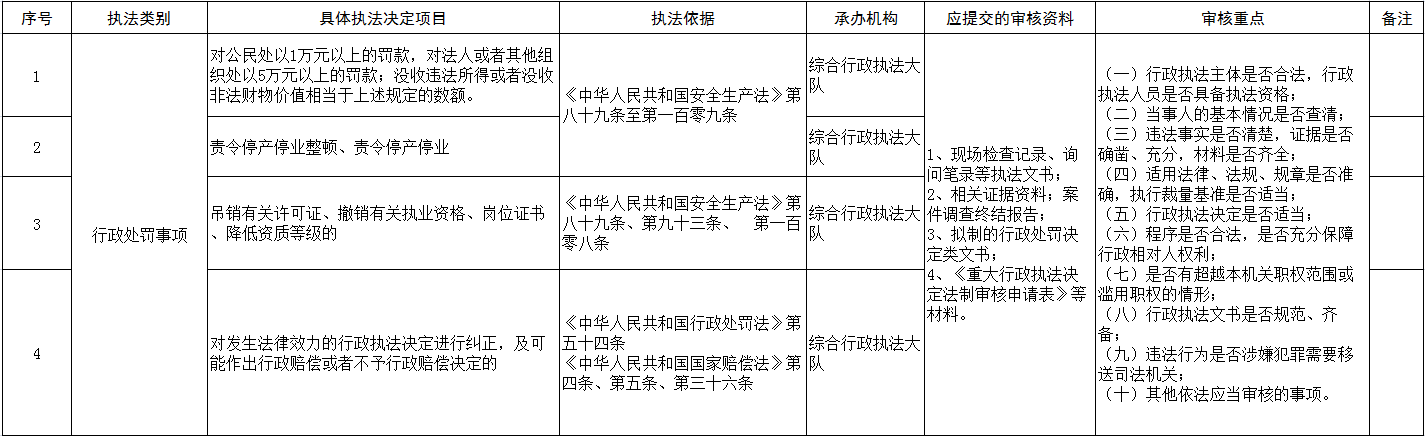 序号 执法类别 具体执法决定项目 执法依据 承办机构 应提交的审核资料 审核重点 备注
1
行政处罚事项
对公民处以1万元以上的罚款，对法人或者其他组
织处以5万元以上的罚款；没收违法所得或者没收
非法财物价值相当于上述规定的数额。
《中华人民共和国安全生产法》第
八十九条至第一百零九条
综合行政执法大
队
1、现场检查记录、询
问笔录等执法文书；
2、相关证据资料；案
件调查终结报告；
3、拟制的行政处罚决
定类文书；
4、《重大行政执法决
定法制审核申请表》等
材料。
（一）行政执法主体是否合法，行政
执法人员是否具备执法资格；
（二）当事人的基本情况是否查清；
（三）违法事实是否清楚，证据是否
确凿、充分，材料是否齐全；
（四）适用法律、法规、规章是否准
确，执行裁量基准是否适当；
（五）行政执法决定是否适当；
（六）程序是否合法，是否充分保障
行政相对人权利；
（七）是否有超越本机关职权范围或
滥用职权的情形；
（八）行政执法文书是否规范、齐
备；
（九）违法行为是否涉嫌犯罪需要移
送司法机关；
（十）其他依法应当审核的事项。
2
责令停产停业整顿、责令停产停业
综合行政执法大
队
3
吊销有关许可证、撤销有关执业资格、岗位证书
、降低资质等级的
《中华人民共和国安全生产法》第
八十九条、第九十三条、 第一百
零八条
综合行政执法大
队
4
对发生法律效力的行政执法决定进行纠正，及可
能作出行政赔偿或者不予行政赔偿决定的
《中华人民共和国行政处罚法》第
五十四条
《中华人民共和国国家赔偿法》第
四条、第五条、第三十六条
综合行政执法大
队